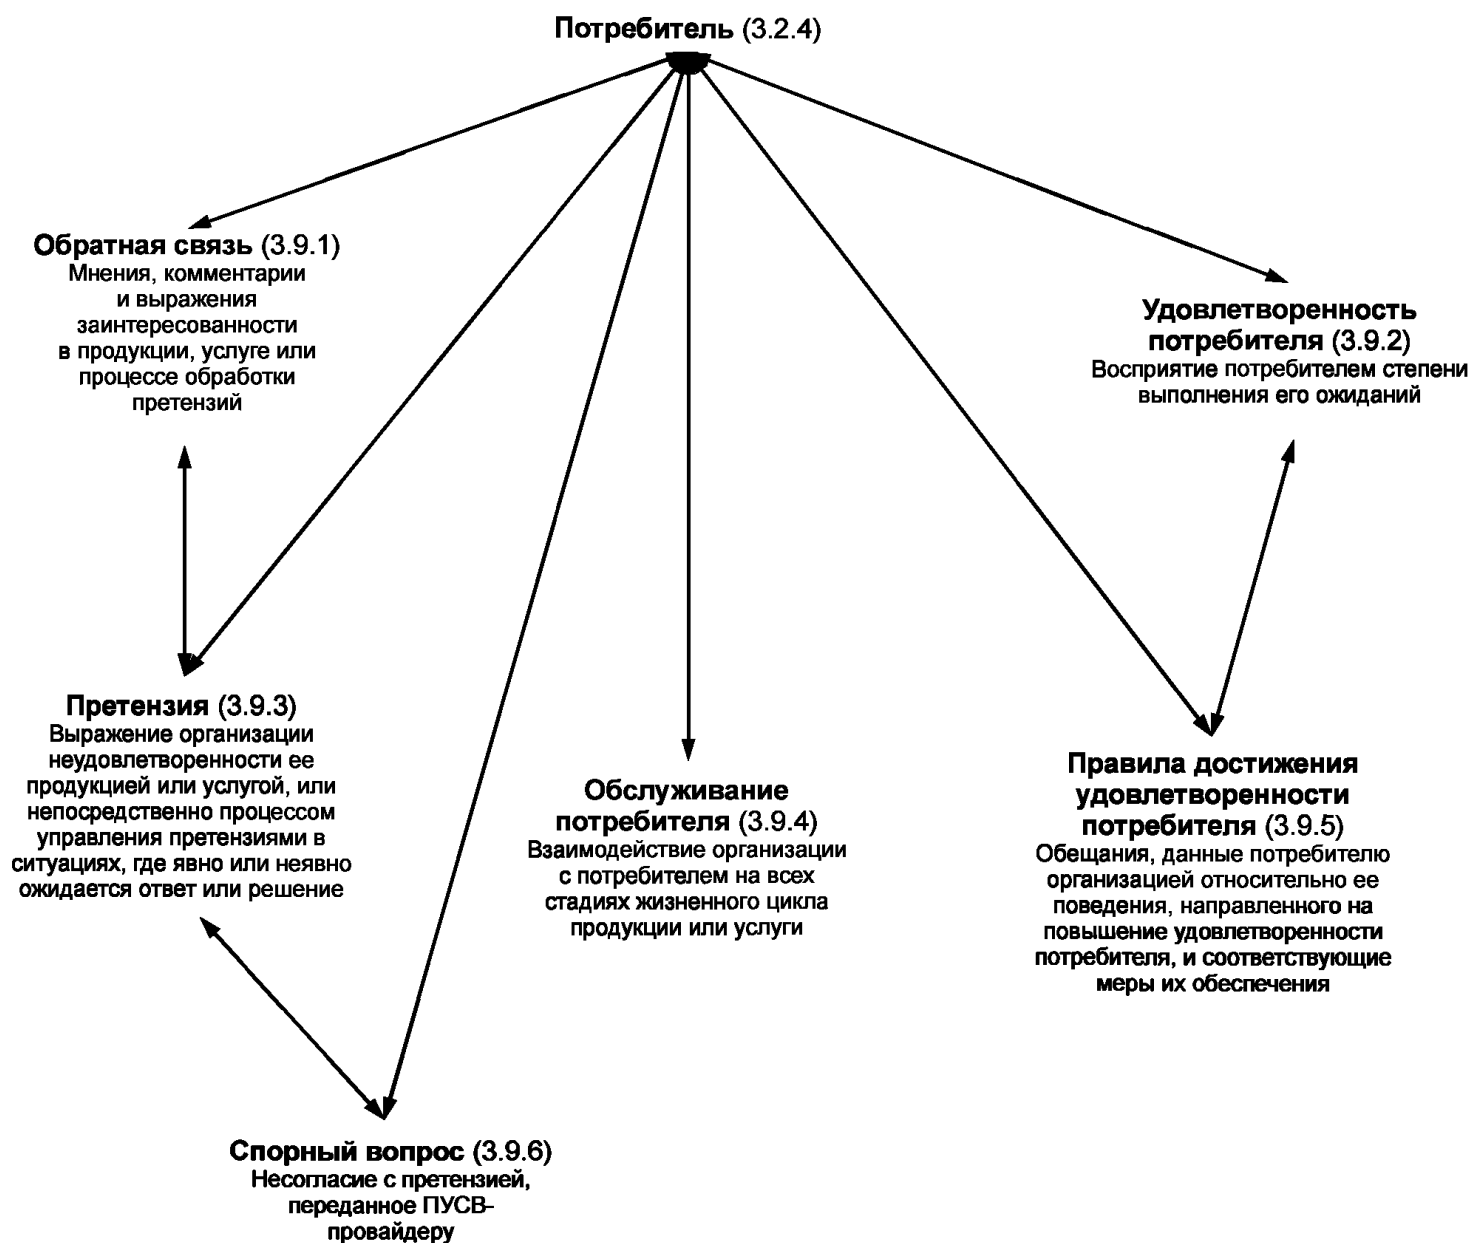 Потребитель (3.2.4)
Обратная связь (3.9.1)
Мнения, комментарии
и выражения
заинтересованности
в продукции, услуге или
процессе обработки
претензий
Удовлетворенность
потребителя (3.9.2)
Восприятие потребителем степени
выполнения его ожиданий
Претензия (3.9.3)
Выражение организации
неудовлетворенности ее
продукцией или услугой, или
непосредственно процессом
управления претензиями в
ситуациях, где явно или неявно
ожидается ответ или решение
Обслуживание
потребителя (3.9.4)
Взаимодействие организации
с потребителем на всех
стадиях жизненного цикла
продукции или услуги
Правила достижения
удовлетворенности
потребителя (3.9.5)
Обещания, данные потребителю
организацией относительно ее
поведения, направленного на
повышение удовлетворенности
потребителя, и соответствующие
меры их обеспечения
Спорный вопрос (3.9.6)
Несогласие с претензией,
переданное ПУСВ-
провайдеру